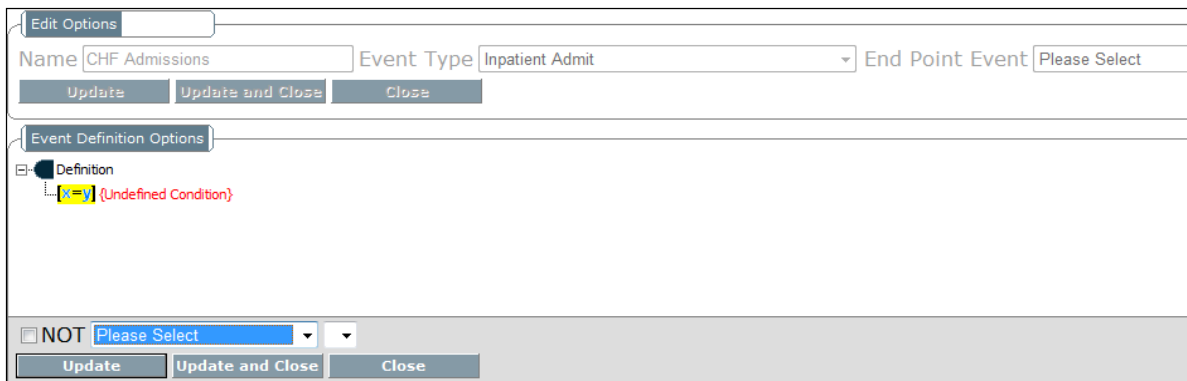 Edit Options
Name CHF Admissions Event Type Inpatient Admit End Point Event Please Select
Update Update and Close Close
Event Definition Options
Definition
[x=y] {Undefined Condition}
NOT Please Select
Update Update and Close Close